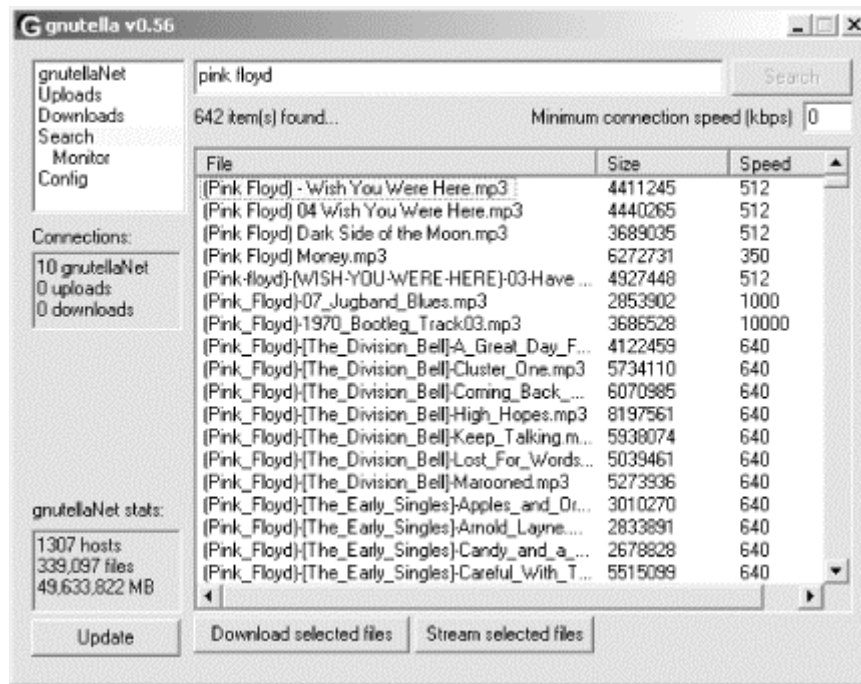 gnutella v0.56
gnutellaNet
Uploads
Downloads
Search
Monitor
Config
pink floyd
Search
642 item(s) found...
Minimum connection speed (kbps) 0
File Size Speed
(Pink Floyd) - Wish You Were Here.mp3 4411245 512
(Pink Floyd) 04 Wish You Were Here.mp3 4440265 512
(Pink Floyd) Dark Side of the Moon.mp3 3689035 512
(Pink Floyd) Money.mp3 6272731 350
(Pink-floyd)-(WISH-YOU-WERE-HERE)-03-Have ... 4927448 512
(Pink_Floyd)-07_Jugband_Blues.mp3 2853902 1000
(Pink_Floyd)-1970_Bootleg_Track03.mp3 3686528 10000
(Pink_Floyd)-[The_Division_Bell]-A_Great_Day_F... 4122459 640
(Pink_Floyd)-[The_Division_Bell]-Cluster_One.mp3 5734110 640
(Pink_Floyd)-[The_Division_Bell]-Coming_Back_... 6070985 640
(Pink_Floyd)-[The_Division_Bell]-High_Hopes.mp3 8197561 640
(Pink_Floyd)-[The_Division_Bell]-Keep_Talking.m... 5938074 640
(Pink_Floyd)-[The_Division_Bell]-Lost_For_Words... 5039461 640
(Pink_Floyd)-[The_Division_Bell]-Marooned.mp3 5273936 640
(Pink_Floyd)-[The_Early_Singles]-Apples_and_Or... 3010270 640
(Pink_Floyd)-[The_Early_Singles]-Arnold_Layne.... 2833891 640
(Pink_Floyd)-[The_Early_Singles]-Candy_and_a_... 2678828 640
(Pink_Floyd)-[The_Early_Singles]-Careful_With_T... 5515099 640
Connections:
10 gnutellaNet
0 uploads
0 downloads
gnutellaNet stats:
1307 hosts
339,097 files
49,633,822 MB
Update
Download selected files
Stream selected files